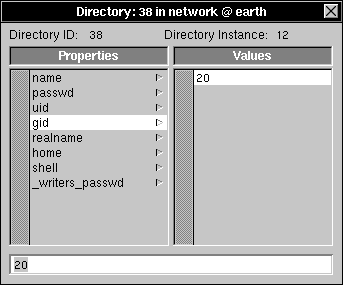 Directory: 38 in network @ earth
Directory ID: 38 Directory Instance: 12
Properties Values
name 20
passwd
uid
gid
realname
home
shell
_writers_passwd
20